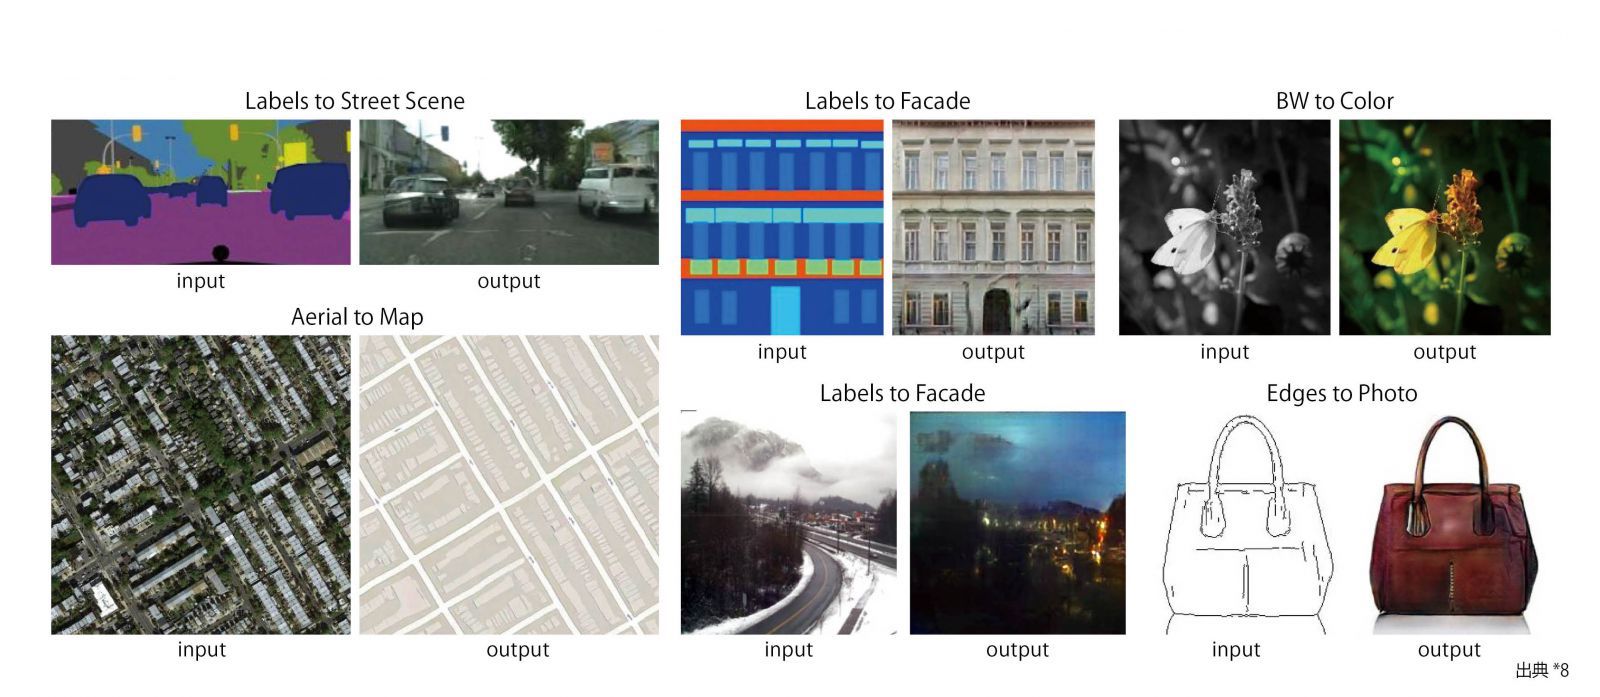 Labels to Street Scene
input
output
Aerial to Map
input
output
Labels to Facade
input
output
Labels to Facade
input
output
BW to Color
input
output
Edges to Photo
input
output
出典 *8